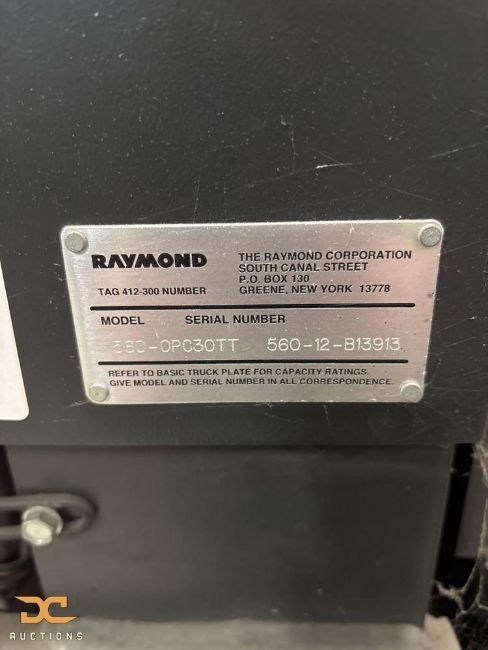 RAYMOND
THE RAYMOND CORPORATION
SOUTH CANAL STREET
P.O. BOX 130
GREENE, NEW YORK 13778
TAG 412-300 NUMBER
MODEL SERIAL NUMBER
560-OPC30TT 560-12-B13913
REFER TO BASIC TRUCK PLATE FOR CAPACITY RATINGS.
GIVE MODEL AND SERIAL NUMBER IN ALL CORRESPONDENCE.
DC
AUCTIONS